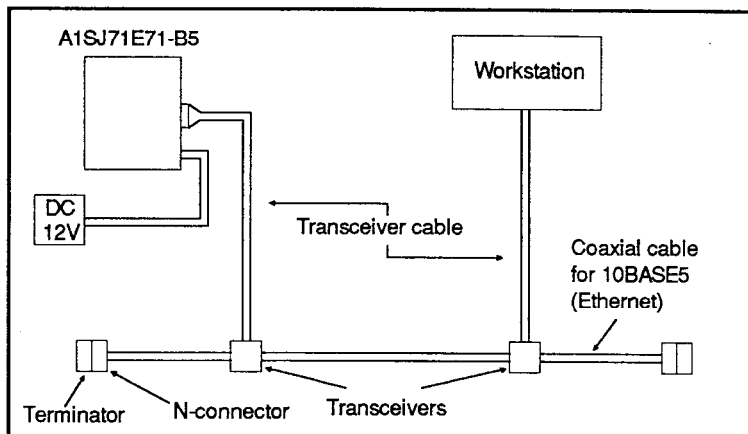 A1SJ71E71-B5
Workstation
DC
12V
Transceiver cable
Coaxial cable
for 10BASE5
(Ethernet)
Terminator
N-connector
Transceivers